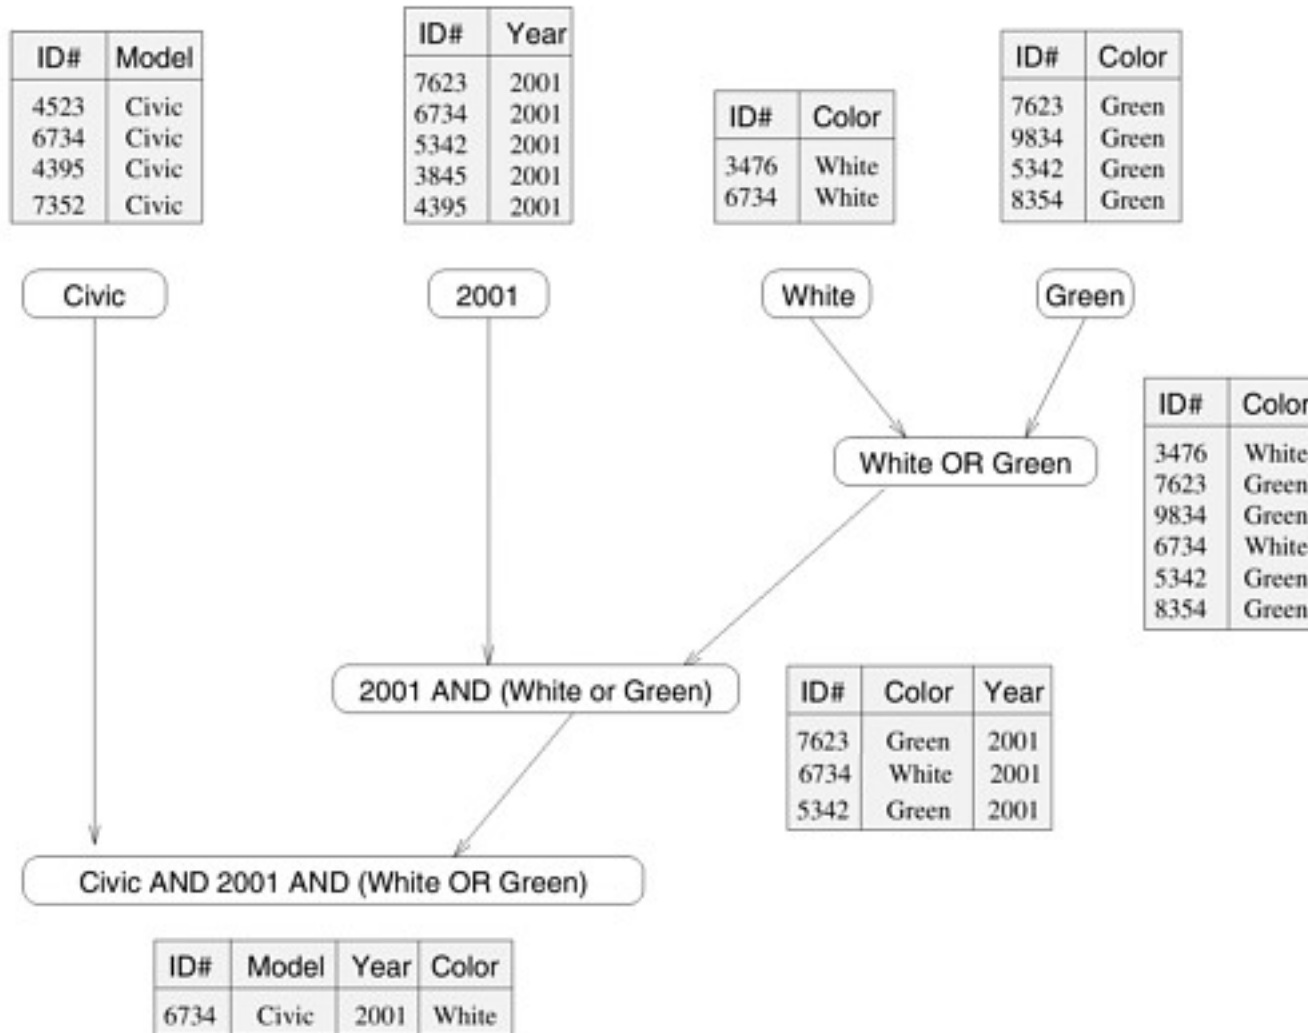 ID# Model
4523 Civic
6734 Civic
4395 Civic
7352 Civic
ID# Year
7623 2001
6734 2001
5342 2001
3845 2001
4395 2001
ID# Color
3476 White
6734 White
ID# Color
7623 Green
9834 Green
5342 Green
8354 Green
Civic
2001
White
Green
White OR Green
ID# Color
3476 White
7623 Green
9834 Green
6734 White
5342 Green
8354 Green
2001 AND (White or Green)
ID# Color Year
7623 Green 2001
6734 White 2001
5342 Green 2001
Civic AND 2001 AND (White OR Green)
ID# Model Year Color
6734 Civic 2001 White